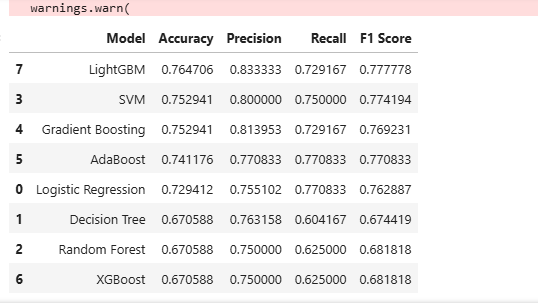 warnings.warn(
Model Accuracy Precision Recall F1 Score
7 LightGBM 0.764706 0.833333 0.729167 0.777778
3 SVM 0.752941 0.800000 0.750000 0.774194
4 Gradient Boosting 0.752941 0.813953 0.729167 0.769231
5 AdaBoost 0.741176 0.770833 0.770833 0.770833
0 Logistic Regression 0.729412 0.755102 0.770833 0.762887
1 Decision Tree 0.670588 0.763158 0.604167 0.674419
2 Random Forest 0.670588 0.750000 0.625000 0.681818
6 XGBoost 0.670588 0.750000 0.625000 0.681818